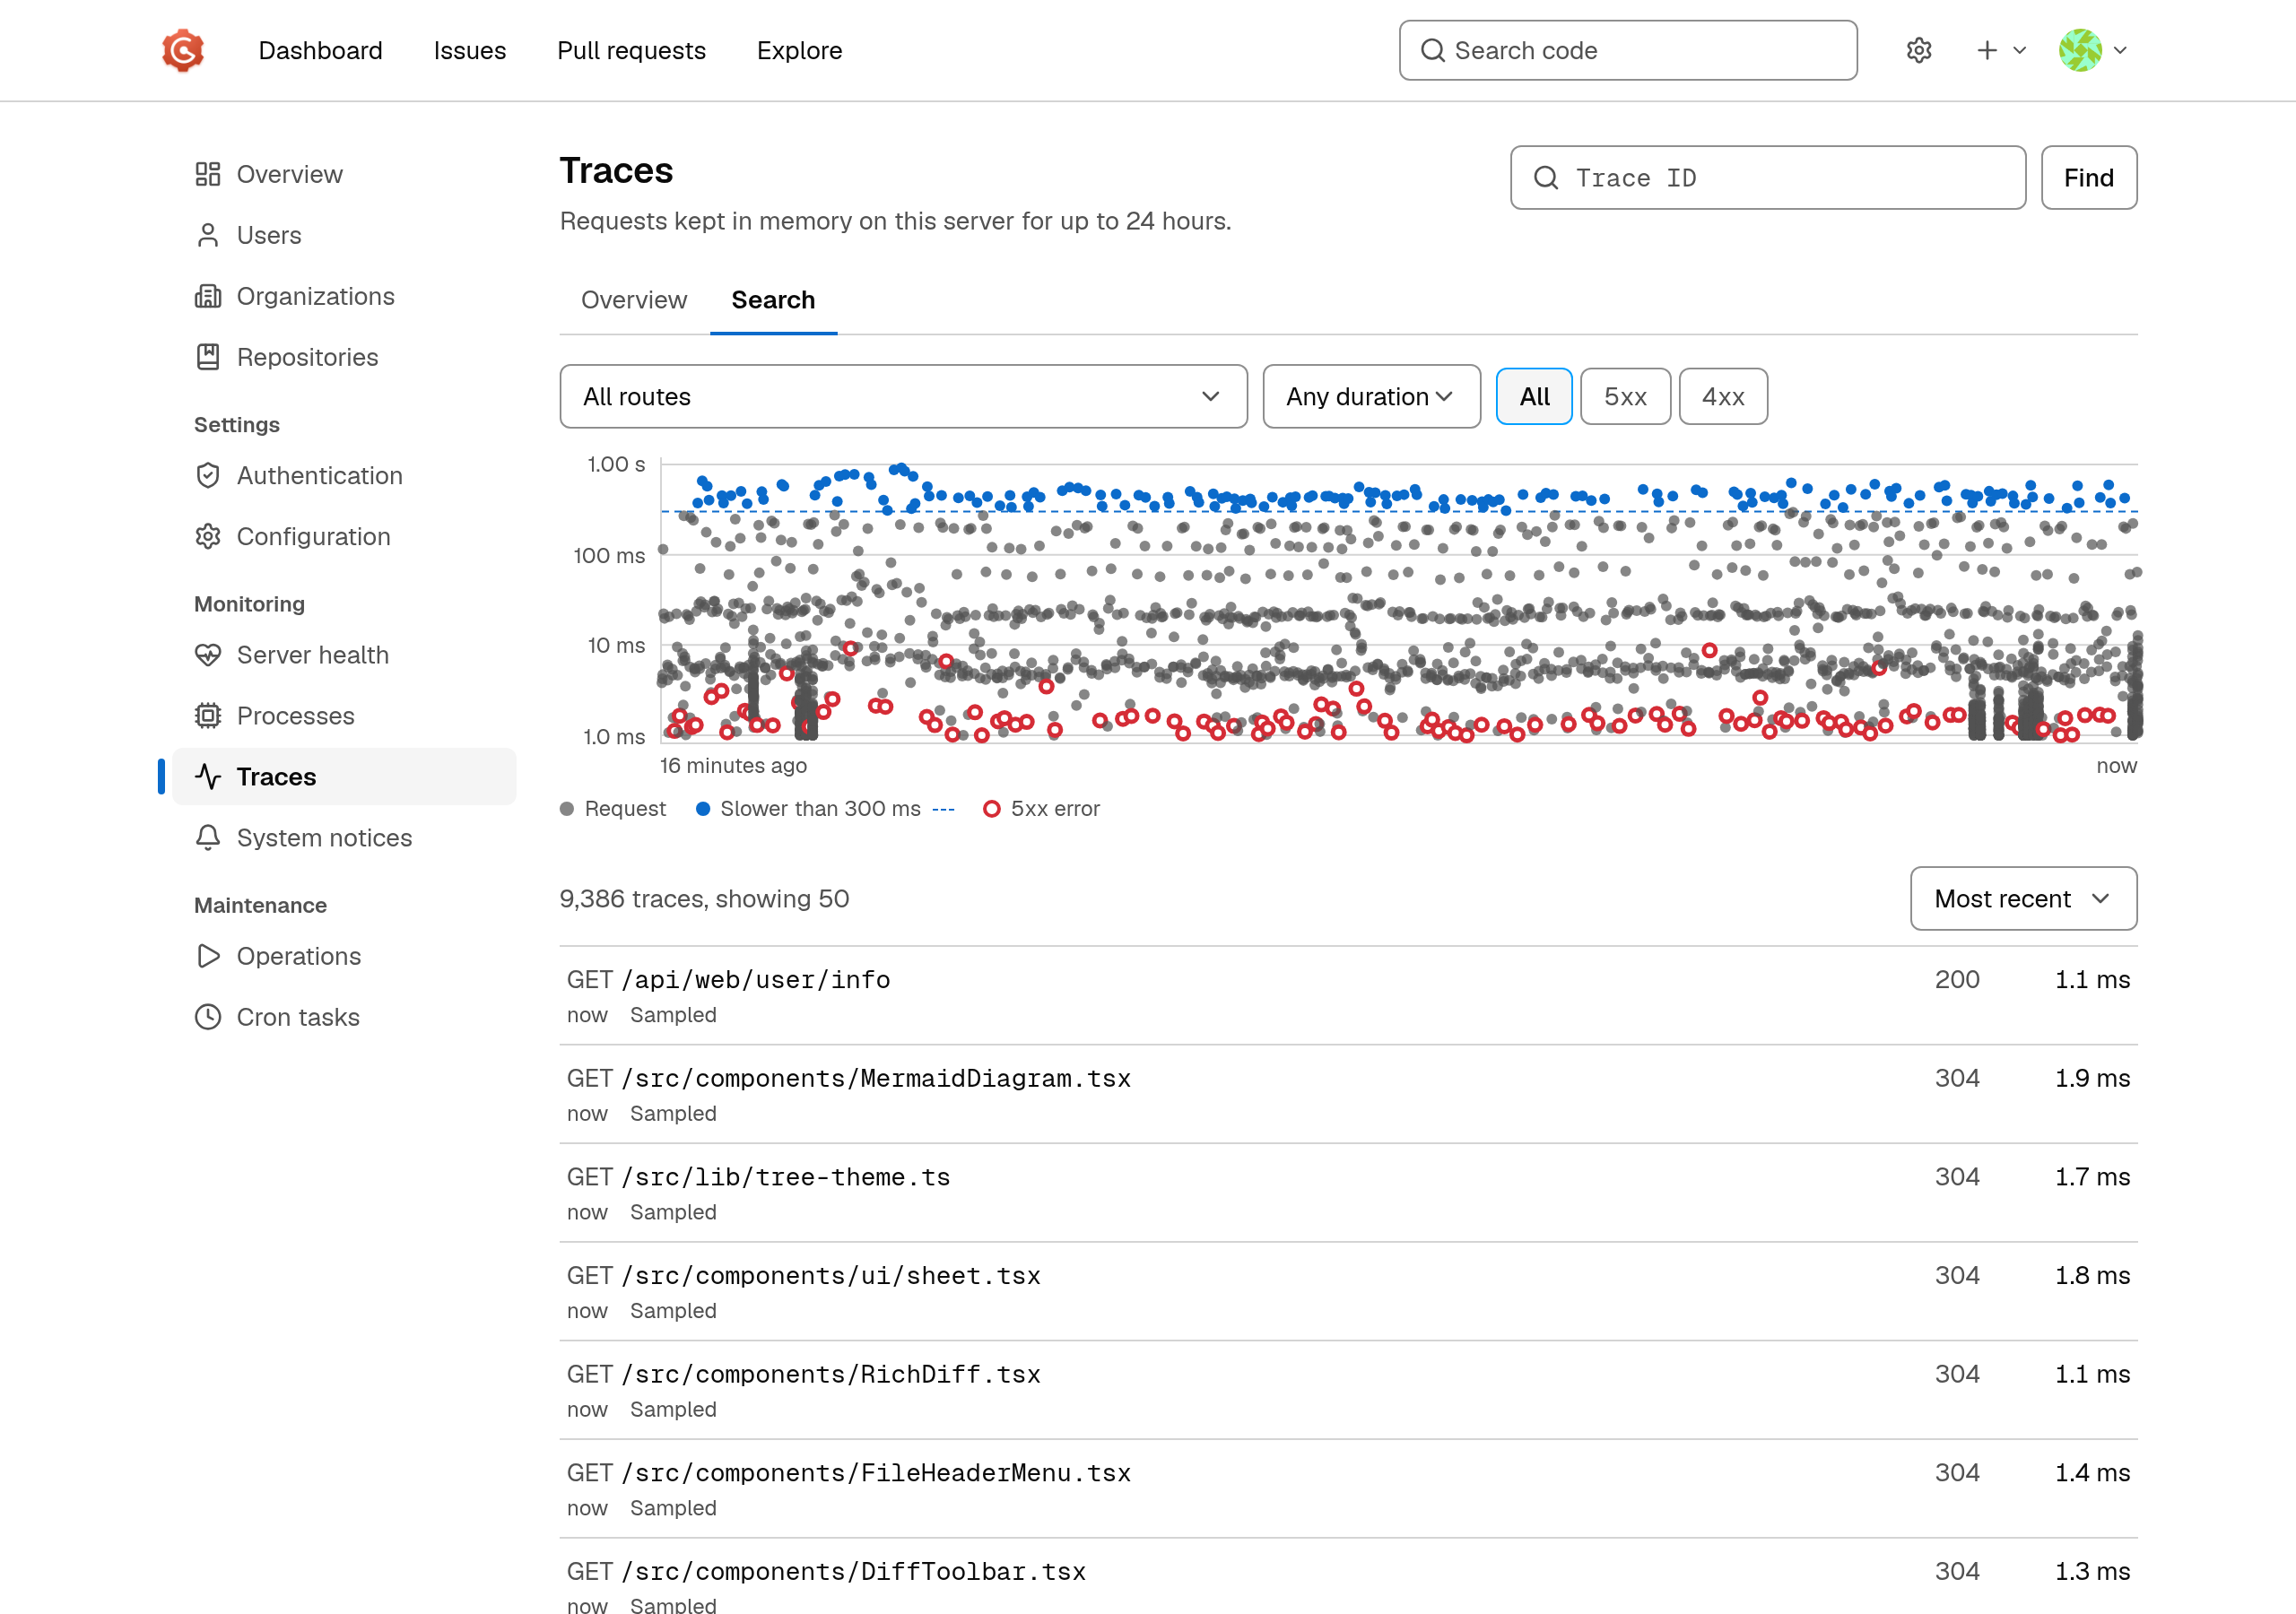 Dashboard Issues Pull requests Explore Search code
Overview
Users
Organizations
Repositories
Settings
Authentication
Configuration
Monitoring
Server health
Processes
Traces
System notices
Maintenance
Operations
Cron tasks
Traces
Requests kept in memory on this server for up to 24 hours.
Trace ID Find
Overview Search
All routes Any duration All 5xx 4xx
1.00 s
100 ms
10 ms
1.0 ms
16 minutes ago now
Request Slower than 300 ms 5xx error
9,386 traces, showing 50 Most recent
GET /api/web/user/info 200 1.1 ms
now Sampled
GET /src/components/MermaidDiagram.tsx 304 1.9 ms
now Sampled
GET /src/lib/tree-theme.ts 304 1.7 ms
now Sampled
GET /src/components/ui/sheet.tsx 304 1.8 ms
now Sampled
GET /src/components/RichDiff.tsx 304 1.1 ms
now Sampled
GET /src/components/FileHeaderMenu.tsx 304 1.4 ms
now Sampled
GET /src/components/DiffToolbar.tsx 304 1.3 ms
now Sampled